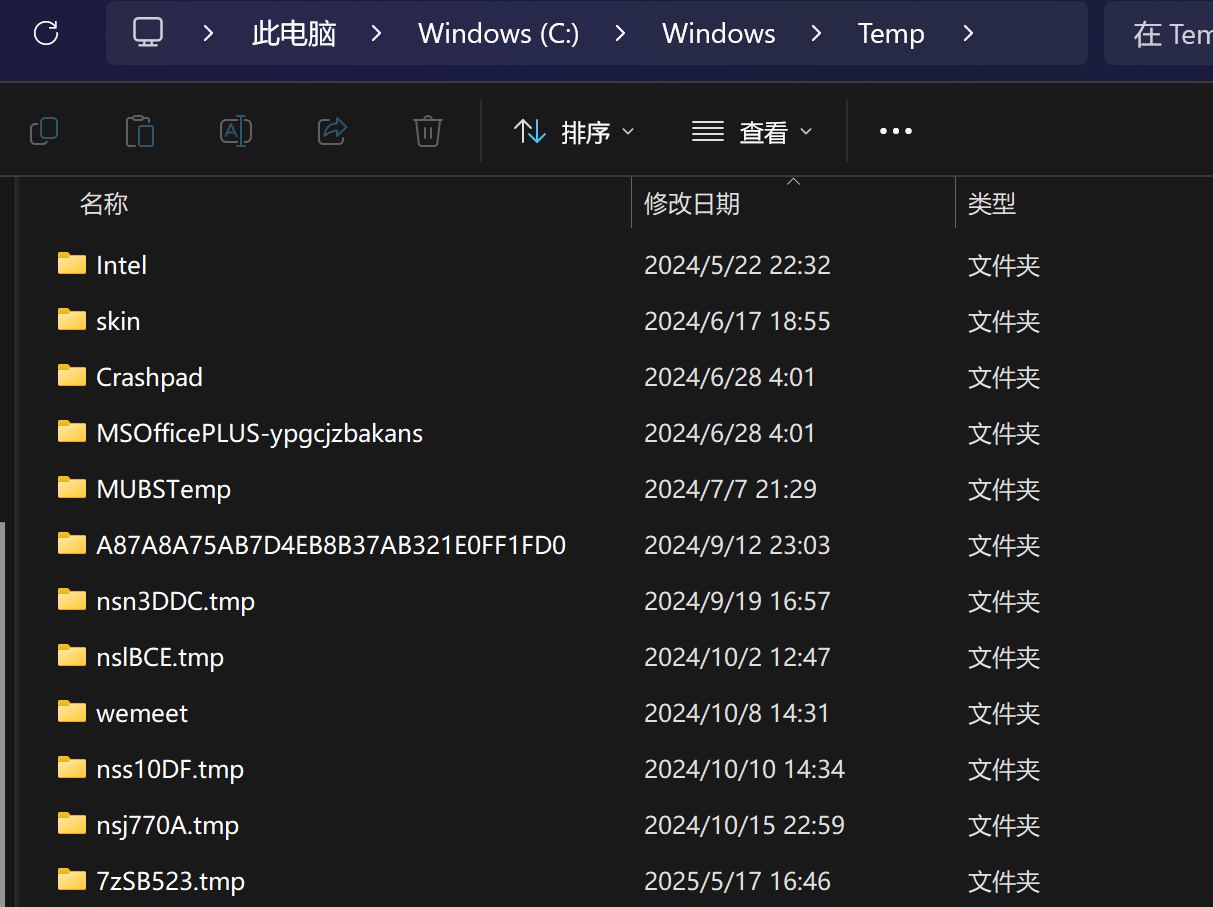 此电脑 Windows (C:) Windows Temp 在 Tem
排序 查看
名称 修改日期 类型
Intel 2024/5/22 22:32 文件夹
skin 2024/6/17 18:55 文件夹
Crashpad 2024/6/28 4:01 文件夹
MSOfficePLUS-ypgcjzbakans 2024/6/28 4:01 文件夹
MUBSTemp 2024/7/7 21:29 文件夹
A87A8A75AB7D4EB8B37AB321E0FF1FD0 2024/9/12 23:03 文件夹
nsn3DDC.tmp 2024/9/19 16:57 文件夹
nslBCE.tmp 2024/10/2 12:47 文件夹
wemeet 2024/10/8 14:31 文件夹
nss10DF.tmp 2024/10/10 14:34 文件夹
nsj770A.tmp 2024/10/15 22:59 文件夹
7zSB523.tmp 2025/5/17 16:46 文件夹